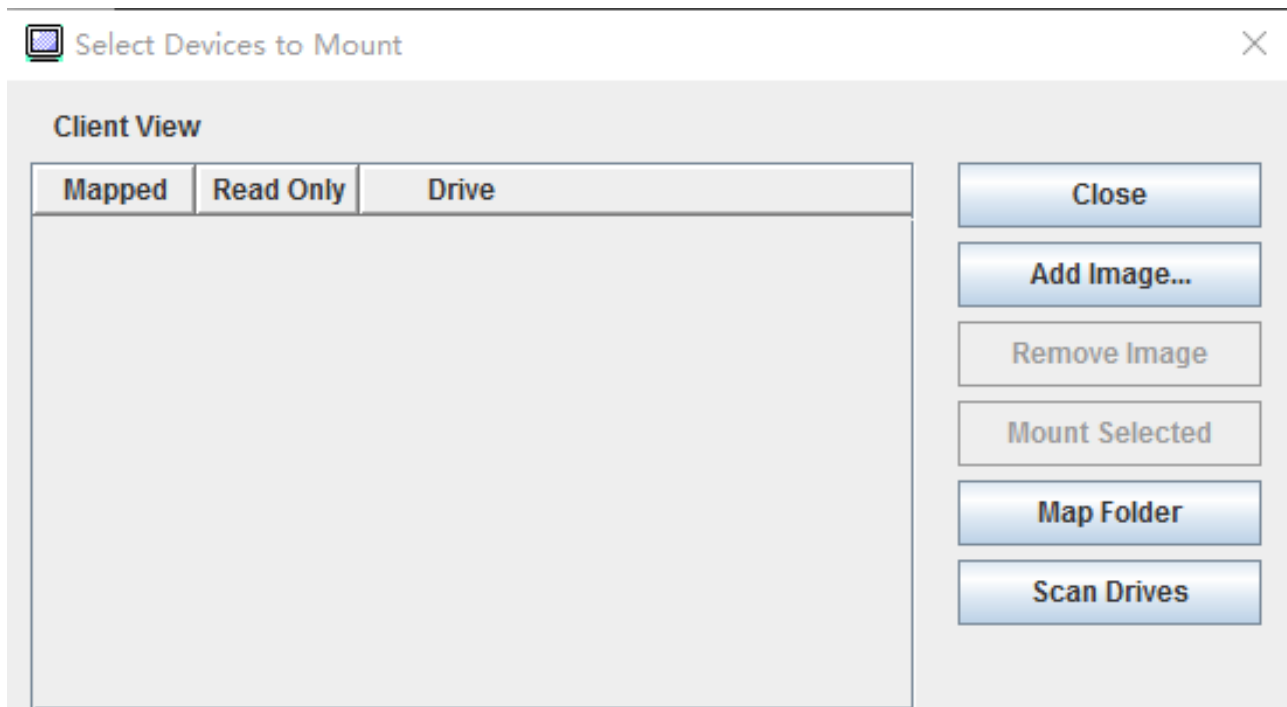 Select Devices to Mount
Client View
Mapped Read Only Drive
Close
Add Image...
Remove Image
Mount Selected
Map Folder
Scan Drives